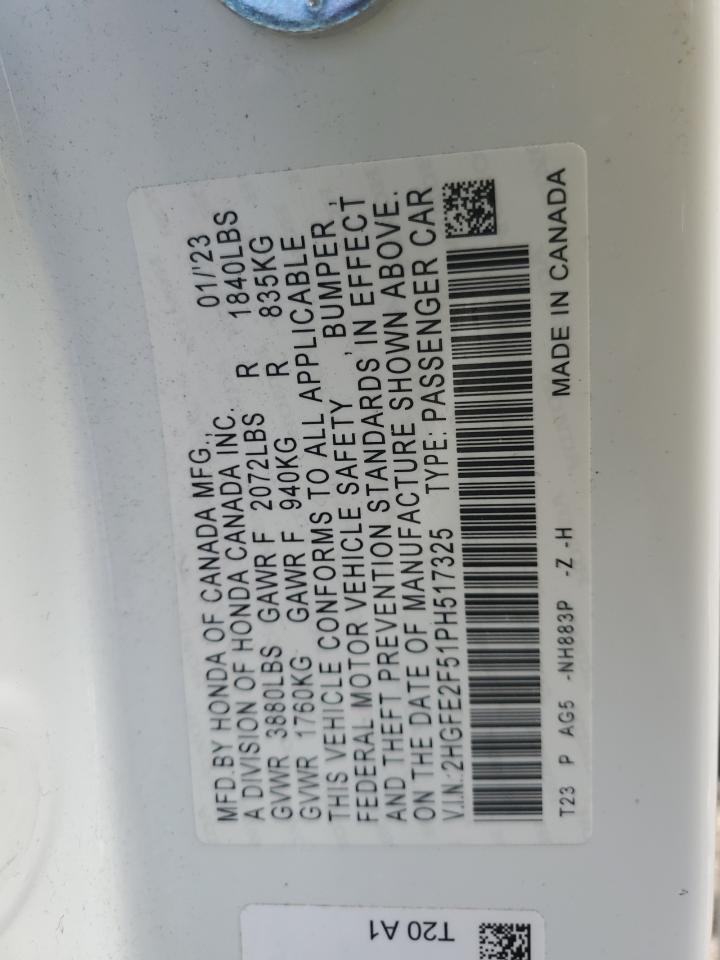 MFD.BY HONDA OF CANADA MFG., 01/'23
A DIVISION OF HONDA CANADA INC.
GVWR 3880LBS GAWR F 2072LBS R 1840LBS
GVWR 1760KG GAWR F 940KG R 835KG
THIS VEHICLE CONFORMS TO ALL APPLICABLE
FEDERAL MOTOR VEHICLE SAFETY, BUMPER,
AND THEFT PREVENTION STANDARDS IN EFFECT
ON THE DATE OF MANUFACTURE SHOWN ABOVE.
V.I.N.:2HGFE2F51PH517325 TYPE: PASSENGER CAR
MADE IN CANADA
T23 P AG5 -NH883P -Z -H
T20 A1